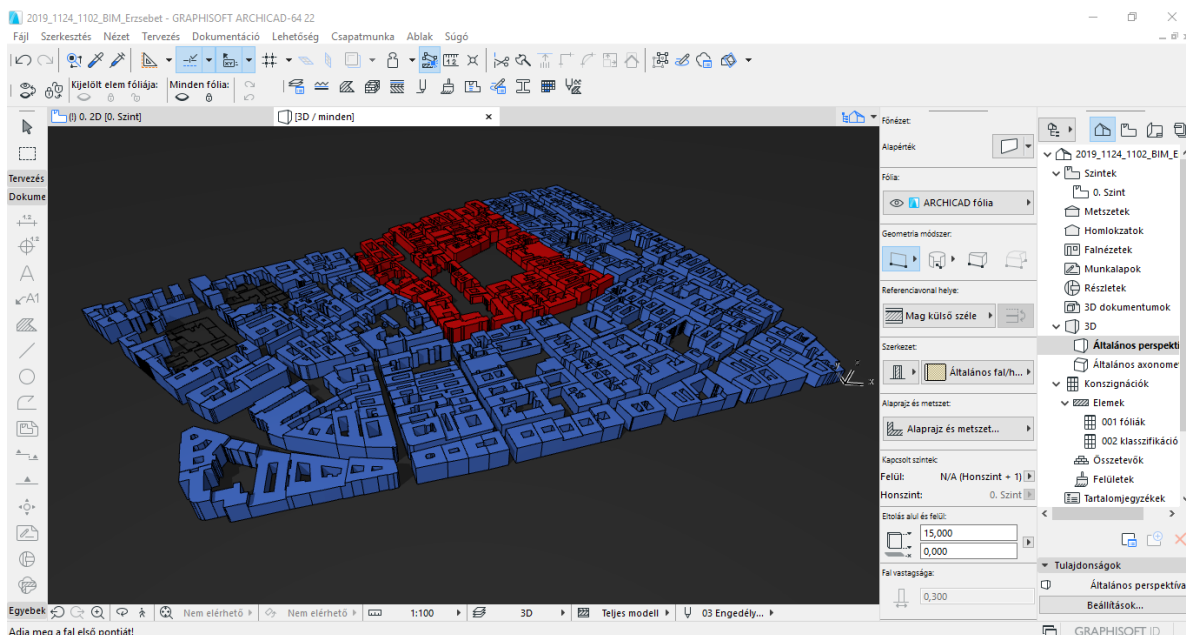 2019_1124_1102_BIM_Erzsebet - GRAPHISOFT ARCHICAD-64 22
Fájl Szerkesztés Nézet Tervezés Dokumentáció Lehetőség Csapatmunka Ablak Súgó
Kijelölt elem fóliája: Minden fólia:
(!) 0. 2D [0. Szint]
[3D / minden]
Tervezés
Dokume
1.2
1.2
A
A1
Egyebek
Főnézet:
Alapérték
Fólia:
ARCHICAD fólia
Geometria módszer:
Referenciavonal helye:
Mag külső széle
Szerkezet:
Általános fal/h...
Alaprajz és metszet:
Alaprajz és metszet...
Kapcsolt szintek:
Felül: N/A (Honszint + 1)
Honszint: 0. Szint
Eltolás alul és felül:
15,000
0,000
Fal vastagsága:
0,300
2019_1124_1102_BIM_E
Szintek
0. Szint
Metszetek
Homlokzatok
Falnézetek
Munkalapok
Részletek
3D dokumentumok
3D
Általános perspekti
Általános axonome
Konszignációk
Elemek
001 fóliák
002 klasszifikáció
Összetevők
Felületek
Tartalomjegyzékek
Tulajdonságok
Általános perspektíva
Beállítások...
Nem elérhető Nem elérhető 1:100 3D Teljes modell 03 Engedély...
Adja meg a fal első pontját!
GRAPHISOFT ID